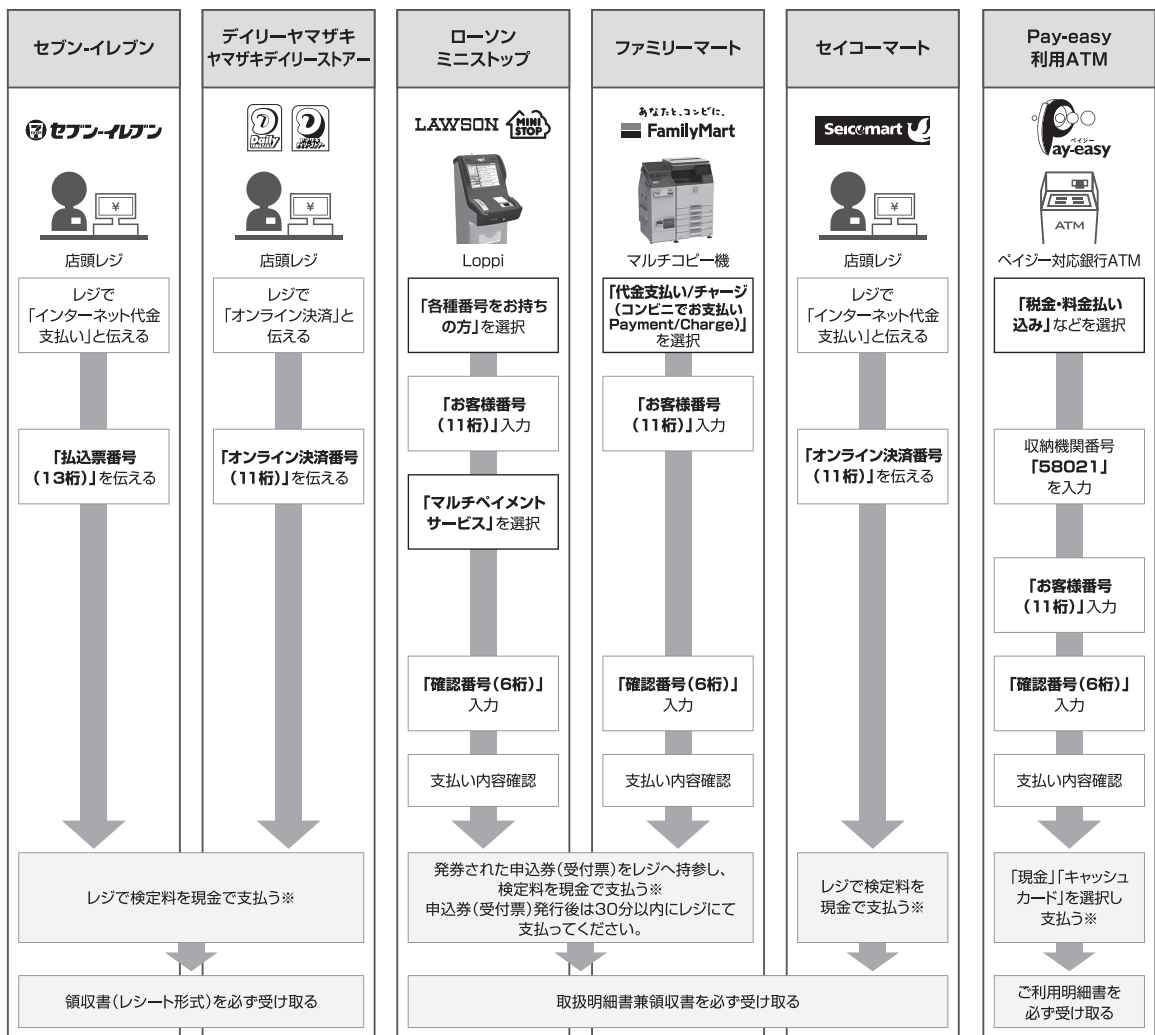 セブン-イレブン
セブン-イレブン
¥
店頭レジ
レジで
「インターネット代金
支払い」と伝える
「払込票番号
(13桁)」を伝える
デイリーヤマザキ
ヤマザキデイリーストアー
Daily
¥
店頭レジ
レジで
「オンライン決済」と
伝える
「オンライン決済番号
(11桁)」を伝える
レジで検定料を現金で支払う※
領収書(レシート形式)を必ず受け取る
ローソン
ミニストップ
LAWSON
MINI
STOP
Loppi
「各種番号をお持ち
の方」を選択
「お客様番号
(11桁)」入力
「マルチペイメント
サービス」を選択
「確認番号(6桁)」
入力
支払い内容確認
ファミリーマート
あなたと、コンビに、
FamilyMart
マルチコピー機
「代金支払い/チャージ
(コンビニでお支払い
Payment/Charge)」
を選択
「お客様番号
(11桁)」入力
「確認番号(6桁)」
入力
支払い内容確認
発券された申込券(受付票)をレジへ持参し、
検定料を現金で支払う※
申込券(受付票)発行後は30分以内にレジにて
支払ってください。
セイコーマート
Seicomart
¥
店頭レジ
レジで
「インターネット代金
支払い」と伝える
「オンライン決済番号
(11桁)」を伝える
レジで検定料を
現金で支払う※
取扱明細書兼領収書を必ず受け取る
Pay-easy
利用ATM
ペイジー
Pay-easy
ATM
ペイジー対応銀行ATM
「税金・料金払い
込み」などを選択
収納機関番号
「58021」
を入力
「お客様番号
(11桁)」入力
「確認番号(6桁)」
入力
支払い内容確認
「現金」「キャッシュ
カード」を選択し
支払う※
ご利用明細書を
必ず受け取る